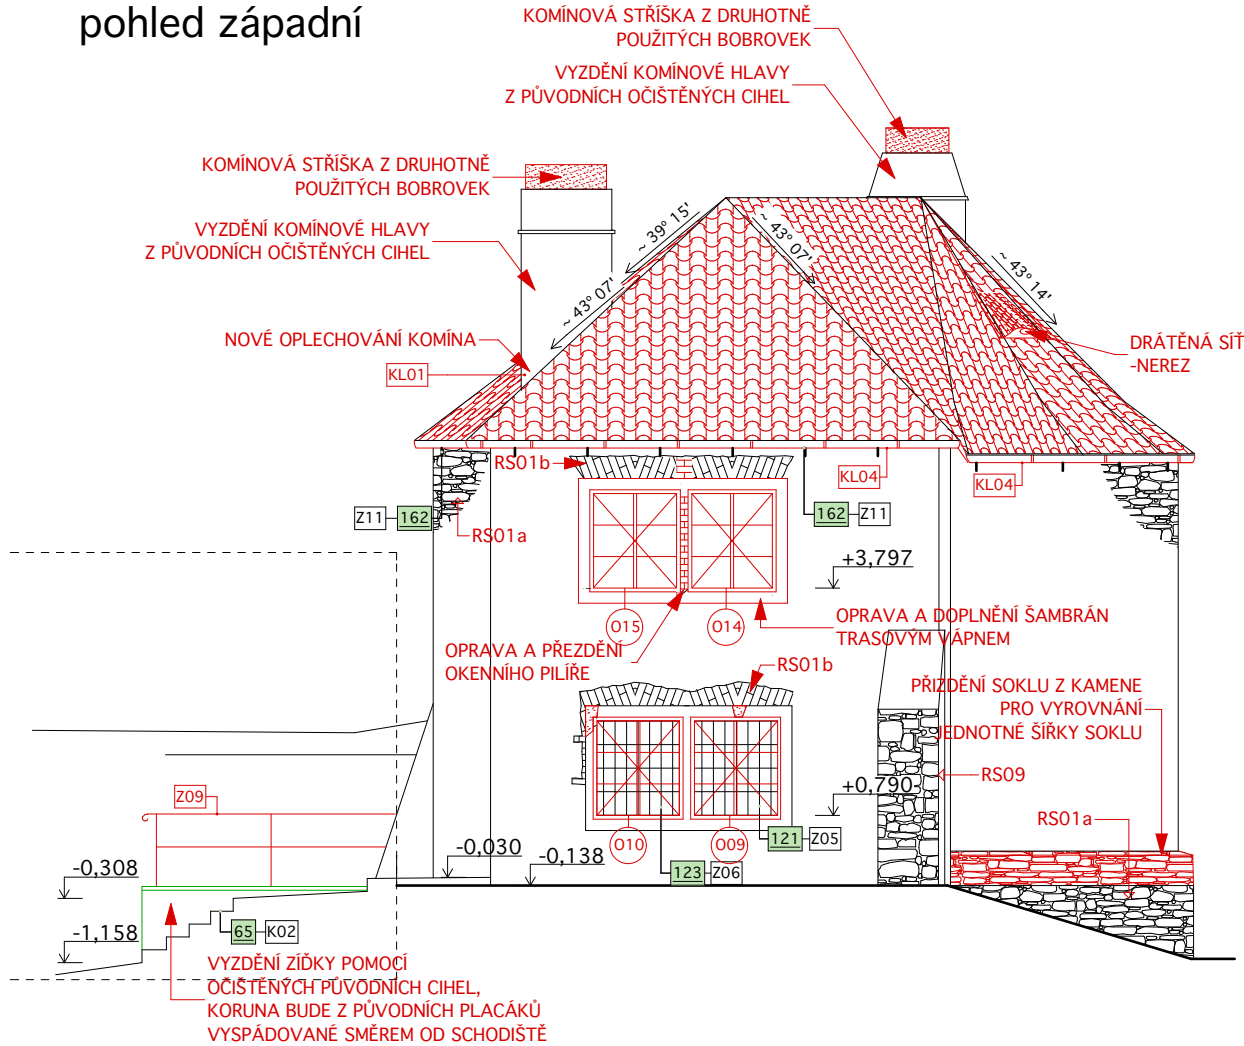 pohled západní
KOMÍNOVÁ STŘÍŠKA Z DRUHOTNĚ
POUŽITÝCH BOBROVEK
VYZDĚNÍ KOMÍNOVÉ HLAVY
Z PŮVODNÍCH OČIŠTĚNÝCH CIHEL
KOMÍNOVÁ STŘÍŠKA Z DRUHOTNĚ
POUŽITÝCH BOBROVEK
VYZDĚNÍ KOMÍNOVÉ HLAVY
Z PŮVODNÍCH OČIŠTĚNÝCH CIHEL
~ 39° 15'
~ 43° 07'
~ 43° 14'
~ 43° 07'
NOVÉ OPLECHOVÁNÍ KOMÍNA
DRÁTĚNÁ SÍŤ
-NEREZ
KL01
RS01b
KL04
KL04
Z11 162
162 Z11
RS01a
+3,797
O15
O14
OPRAVA A DOPLNĚNÍ ŠAMBRÁN
TRASOVÝM VÁPNEM
OPRAVA A PŘEZDĚNÍ
OKENNÍHO PILÍŘE
RS01b
PŘIZDĚNÍ SOKLU Z KAMENE
PRO VYROVNÁNÍ
JEDNOTNÉ ŠÍŘKY SOKLU
RS09
+0,790
Z09
RS01a
O10
O09
121 Z05
-0,030
-0,138
123 Z06
-0,308
-1,158
65 K02
VYZDĚNÍ ZÍDKY POMOCÍ
OČIŠTĚNÝCH PŮVODNÍCH CIHEL,
KORUNA BUDE Z PŮVODNÍCH PLACÁKŮ
VYSPÁDOVANÉ SMĚREM OD SCHODIŠTĚ